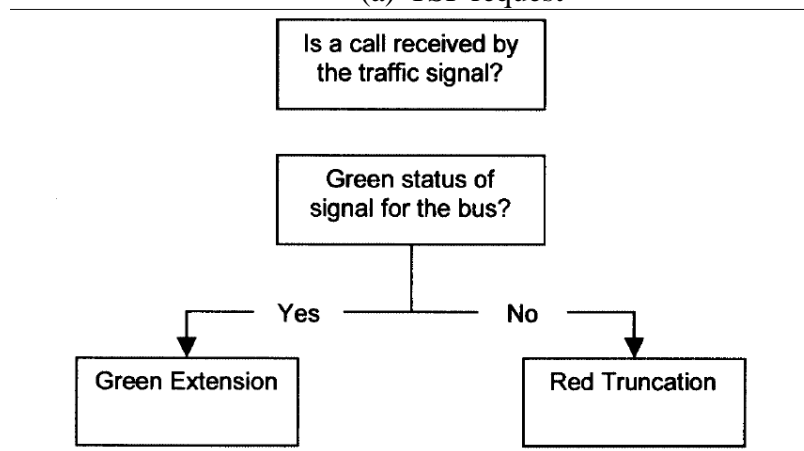 Is a call received by
the traffic signal?
Green status of
signal for the bus?
Yes
No
Green Extension
Red Truncation